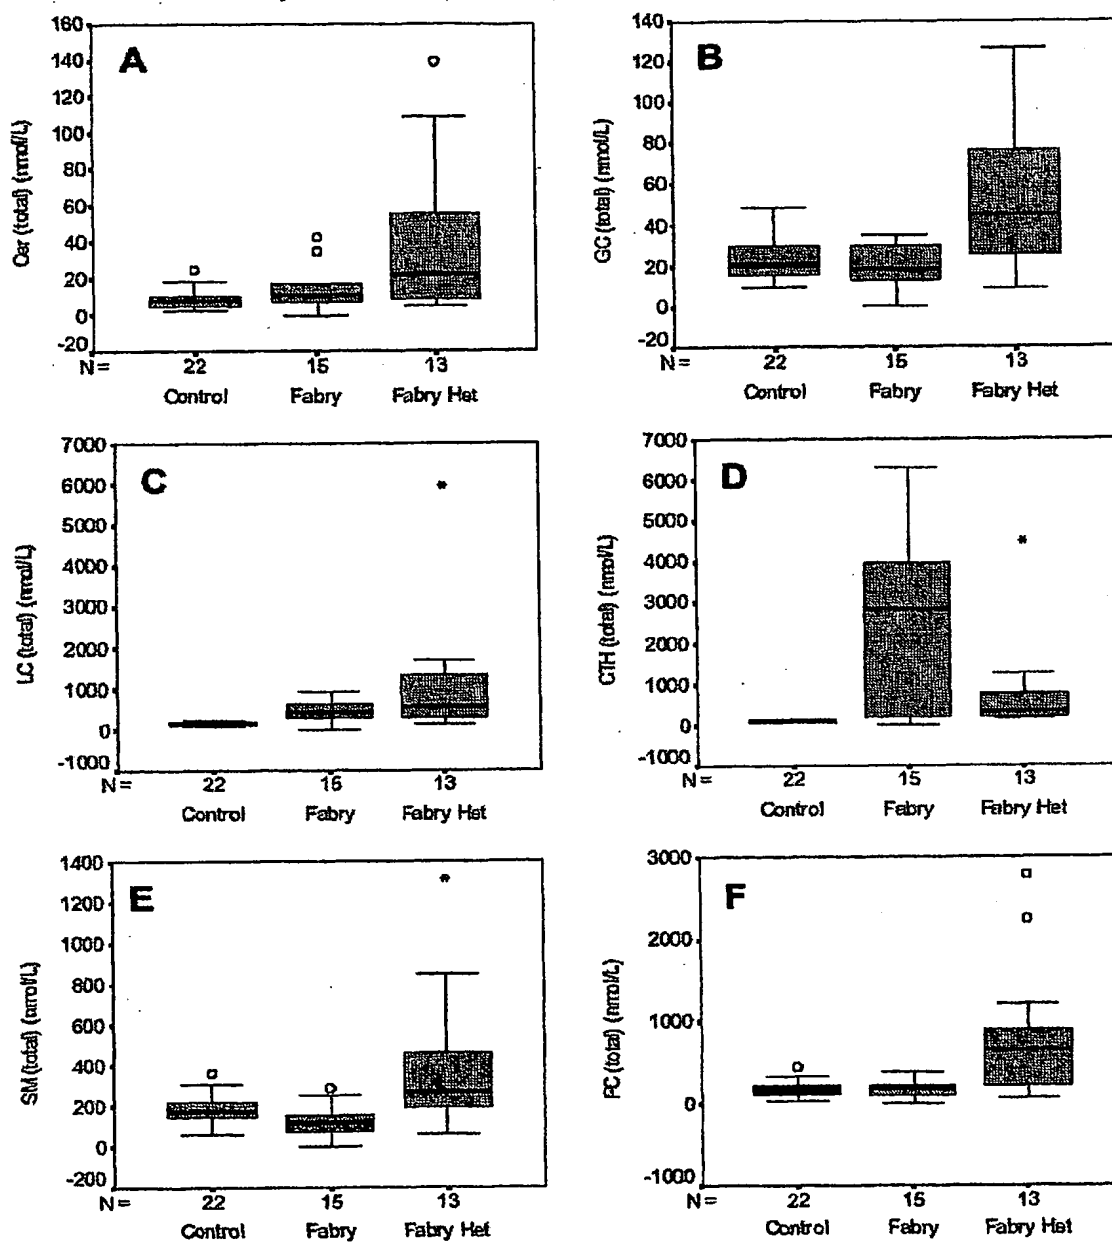 A
Cer (total) (nmol/L)
160
140
120
100
80
60
40
20
0
-20
N = 22 15 13
Control Fabry Fabry Het
B
GC (total) (nmol/L)
140
120
100
80
60
40
20
0
-20
N = 22 15 13
Control Fabry Fabry Het
C
LC (total) (nmol/L)
7000
6000
5000
4000
3000
2000
1000
0
-1000
N = 22 15 13
Control Fabry Fabry Het
D
CTH (total) (nmol/L)
7000
6000
5000
4000
3000
2000
1000
0
-1000
N = 22 15 13
Control Fabry Fabry Het
E
SM (total) (nmol/L)
1400
1200
1000
800
600
400
200
0
-200
N = 22 15 13
Control Fabry Fabry Het
F
PC (total) (nmol/L)
3000
2000
1000
0
-1000
N = 22 15 13
Control Fabry Fabry Het